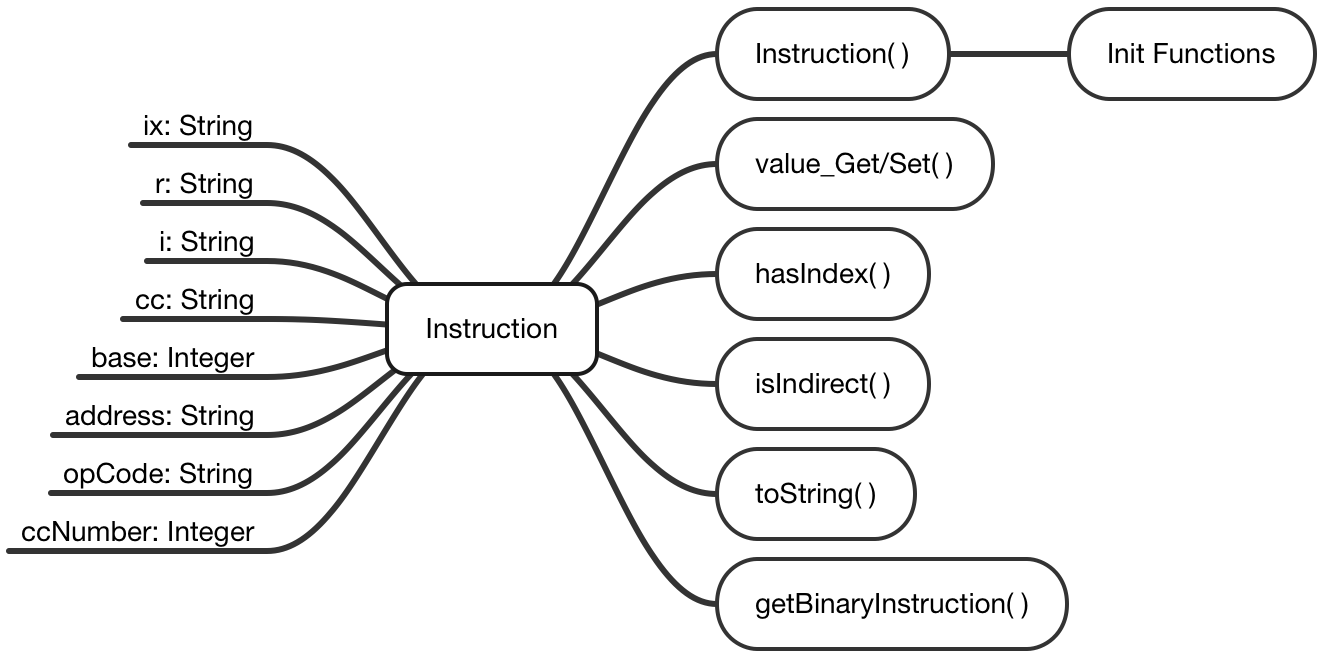 ix: String
r: String
i: String
cc: String
base: Integer
address: String
opCode: String
ccNumber: Integer
Instruction
Instruction( )
Init Functions
value_Get/Set( )
hasIndex( )
isIndirect( )
toString( )
getBinaryInstruction( )